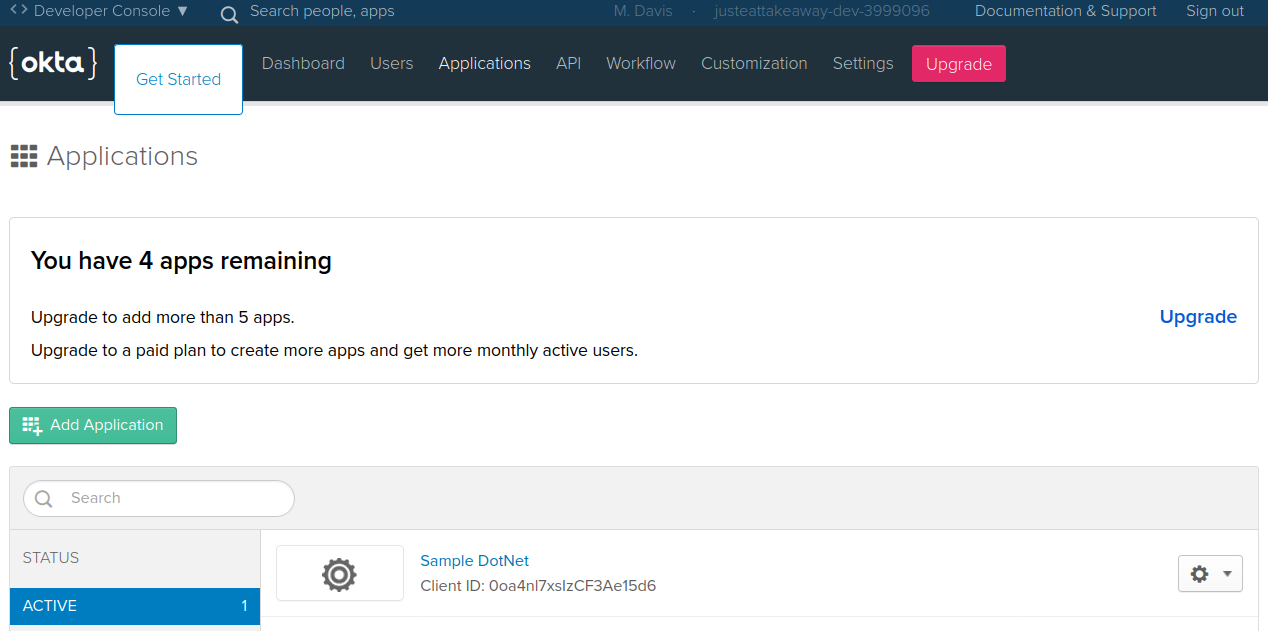 Developer Console ▼ Search people, apps M. Davis · justeattakeaway-dev-3999096 Documentation & Support Sign out
{okta} Get Started Dashboard Users Applications API Workflow Customization Settings Upgrade
Applications
You have 4 apps remaining
Upgrade to add more than 5 apps.
Upgrade
Upgrade to a paid plan to create more apps and get more monthly active users.
Add Application
Search
STATUS
ACTIVE 1
Sample DotNet
Client ID: 0oa4nl7xsIzCF3Ae15d6